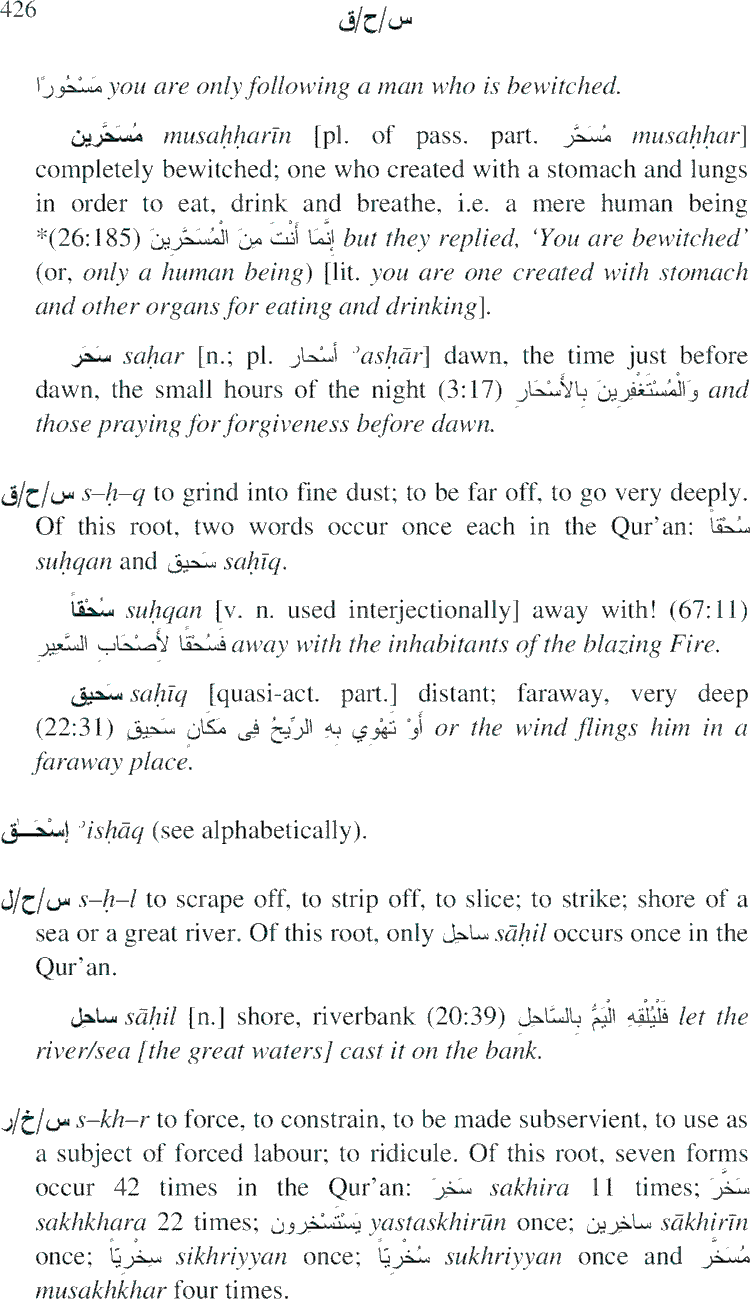 426
س/ح/ق
مَسْحُورًا you are only following a man who is bewitched.
مُسَحَّرين musaḥḥarīn [pl. of pass. part. مُسَحَّر musaḥḥar]
completely bewitched; one who created with a stomach and lungs
in order to eat, drink and breathe, i.e. a mere human being
*(26:185) إِنَّمَا أَنْتَ مِنَ الْمُسَحَّرِينَ but they replied, ‘You are bewitched’
(or, only a human being) [lit. you are one created with stomach
and other organs for eating and drinking].
سَحَر saḥar [n.; pl. أسْحار ʾasḥār] dawn, the time just before
dawn, the small hours of the night (3:17) وَالْمُسْتَغْفِرِينَ بِالأَسْحَارِ and
those praying for forgiveness before dawn.
س/ح/ق s–ḥ–q to grind into fine dust; to be far off, to go very deeply.
Of this root, two words occur once each in the Qur’an: سُحْقاً
suḥqan and سَحيق saḥīq.
سُحْقاً suḥqan [v. n. used interjectionally] away with! (67:11)
فَسُحْقًا لأَِصْحَابِ السَّعِيرِ away with the inhabitants of the blazing Fire.
سَحيق saḥīq [quasi-act. part.] distant; faraway, very deep
(22:31) أَوْ تَهْوِي بِهِ الرِّيحُ فِى مَكَانٍ سَحيقٍ or the wind flings him in a
faraway place.
إسْحَـٰـق ʾisḥāq (see alphabetically).
س/ح/ل s–ḥ–l to scrape off, to strip off, to slice; to strike; shore of a
sea or a great river. Of this root, only ساحِل sāḥil occurs once in the
Qur’an.
ساحل sāḥil [n.] shore, riverbank (20:39) فَلْيُلْقِهِ الْيَمُّ بِالسَّاحِلِ let the
river/sea [the great waters] cast it on the bank.
س/خ/ر s–kh–r to force, to constrain, to be made subservient, to use as
a subject of forced labour; to ridicule. Of this root, seven forms
occur 42 times in the Qur’an: سَخِرَ sakhira 11 times; سَخَّرَ
sakhkhara 22 times; يَسْتَسْخِرون yastaskhirūn once; ساخِرين sākhirīn
once; سِخْرِيّاً sikhriyyan once; سُخْرِيّاً sukhriyyan once and مُسَخَّر
musakhkhar four times.